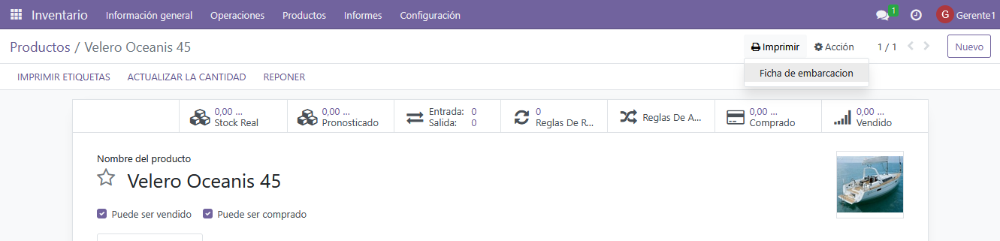 Inventario Información general Operaciones Productos Informes Configuración 1 G Gerente1
Productos / Velero Oceanis 45 Imprimir Acción 1 / 1 Nuevo
Ficha de embarcacion
IMPRIMIR ETIQUETAS ACTUALIZAR LA CANTIDAD REPONER
0,00 ...
Stock Real
0,00 ...
Pronosticado
Entrada: 0
Salida: 0
0
Reglas De R...
Reglas De A...
0,00 ...
Comprado
0,00 ...
Vendido
Nombre del producto
Velero Oceanis 45
Puede ser vendido Puede ser comprado